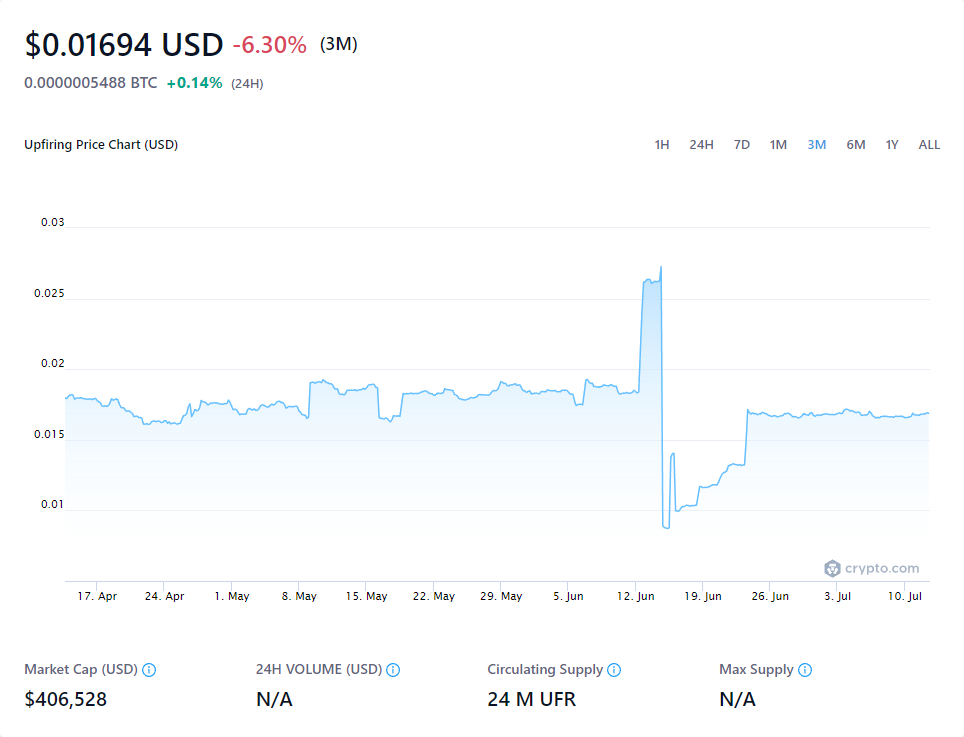 $0.01694 USD -6.30% (3M)
0.0000005488 BTC +0.14% (24H)
Upfiring Price Chart (USD)
1H 24H 7D 1M 3M 6M 1Y ALL
0.03
0.025
0.02
0.015
0.01
crypto.com
17. Apr 24. Apr 1. May 8. May 15. May 22. May 29. May 5. Jun 12. Jun 19. Jun 26. Jun 3. Jul 10. Jul
Market Cap (USD) 24H VOLUME (USD) Circulating Supply Max Supply
$406,528 N/A 24 M UFR N/A